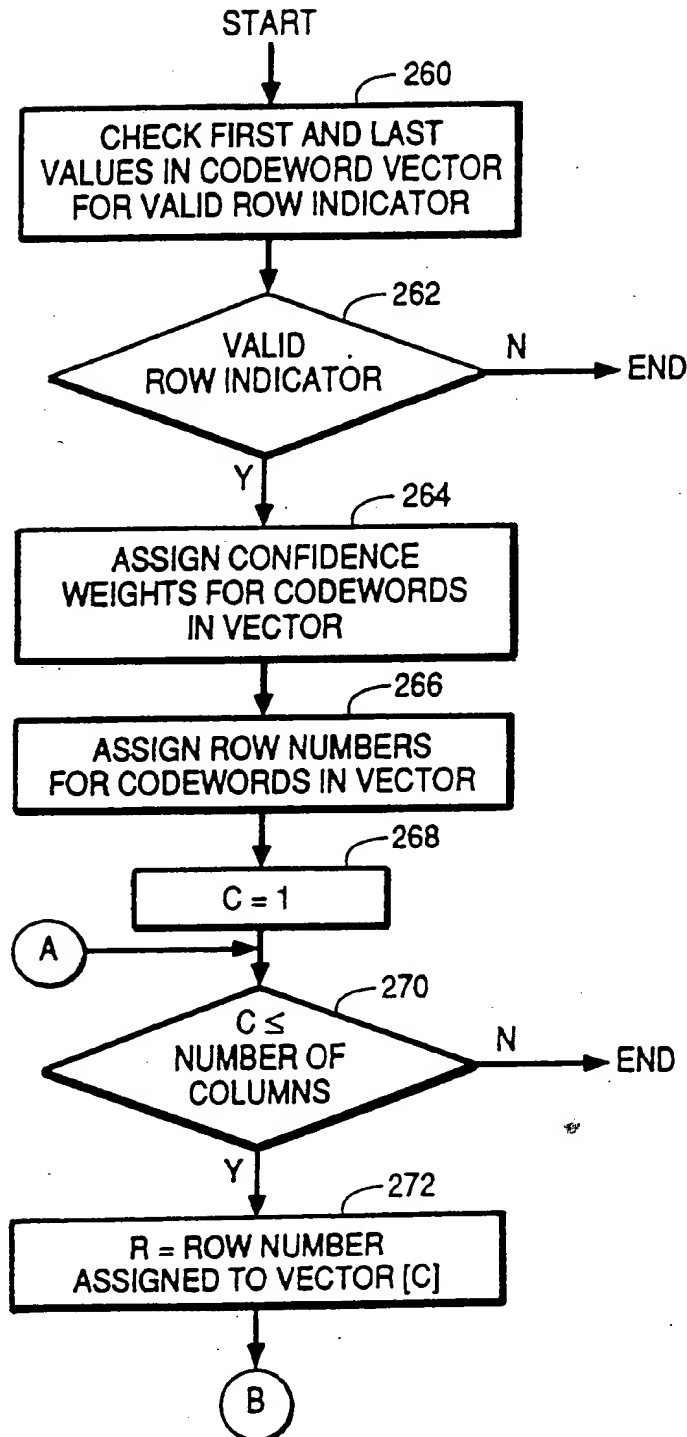 START
260
CHECK FIRST AND LAST
VALUES IN CODEWORD VECTOR
FOR VALID ROW INDICATOR
262
VALID
ROW INDICATOR
N
END
Y
264
ASSIGN CONFIDENCE
WEIGHTS FOR CODEWORDS
IN VECTOR
266
ASSIGN ROW NUMBERS
FOR CODEWORDS IN VECTOR
268
C = 1
A
270
C ≤
NUMBER OF
COLUMNS
N
END
Y
272
R = ROW NUMBER
ASSIGNED TO VECTOR [C]
B